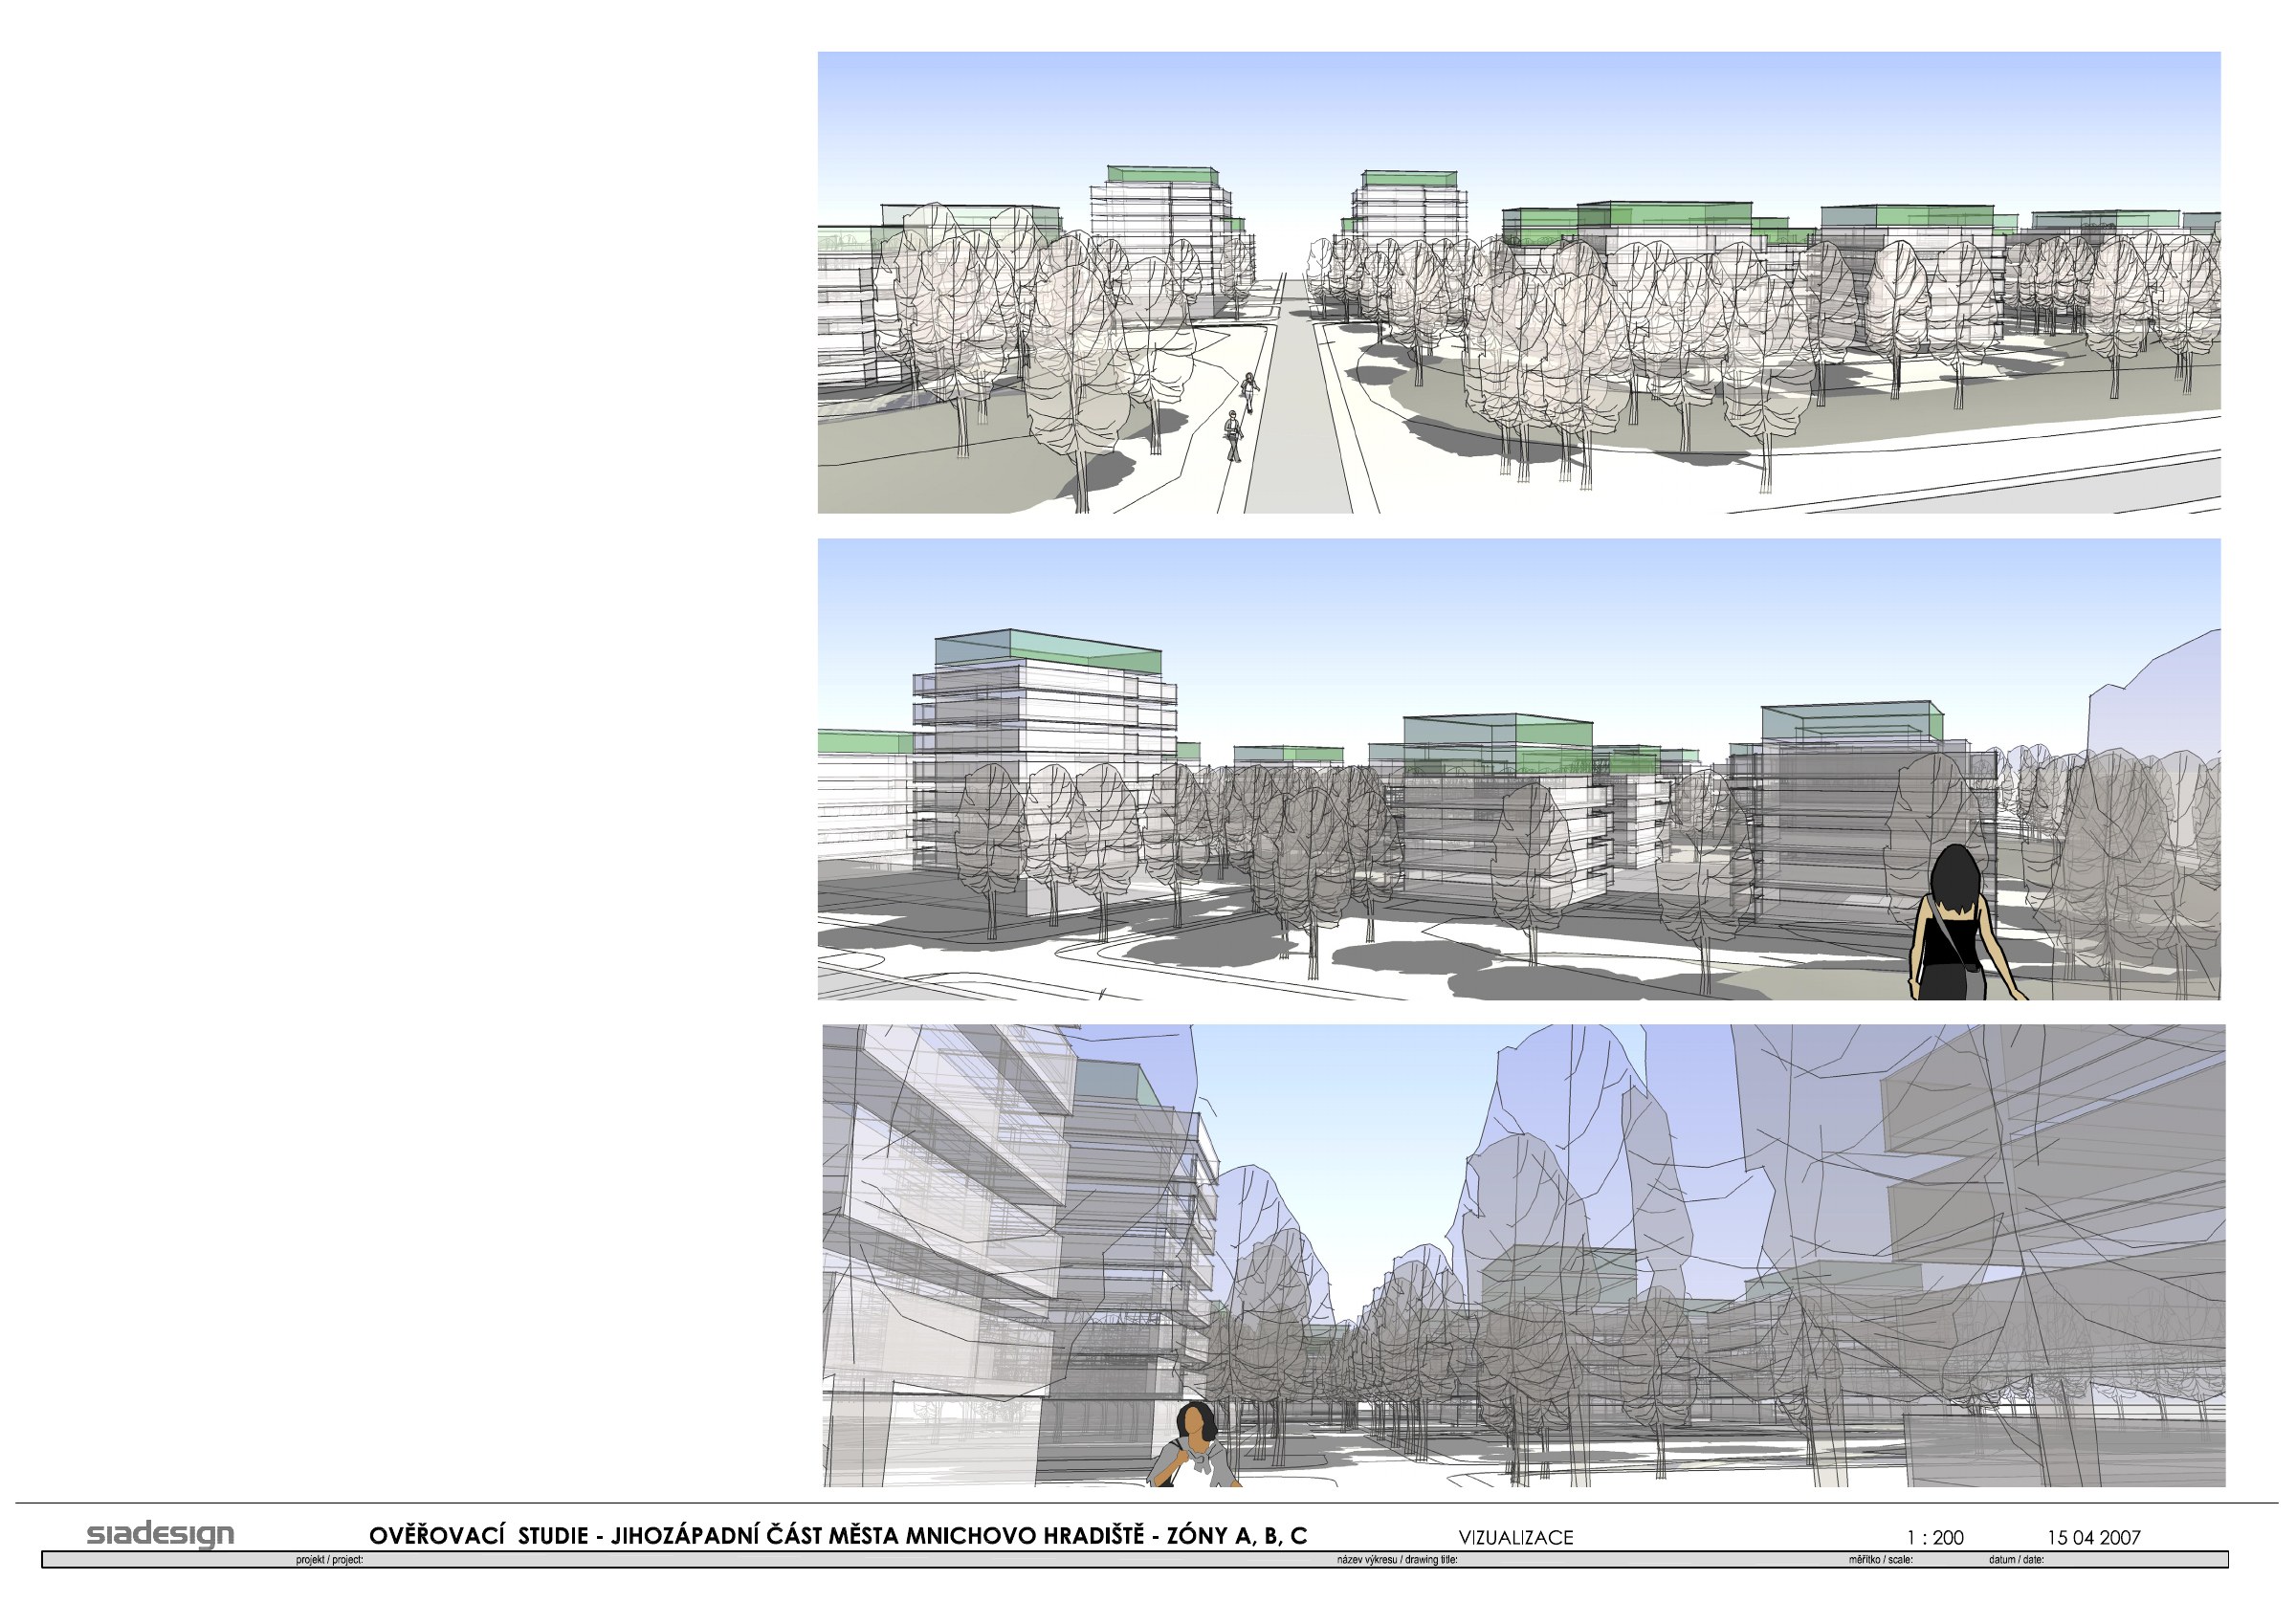 siadesign OVĚŘOVACÍ STUDIE - JIHOZÁPADNÍ ČÁST MĚSTA MNICHOVO HRADIŠTĚ - ZÓNY A, B, C VIZUALIZACE 1 : 200 15 04 2007
projekt / project: název výkresu / drawing title: měřítko / scale: datum / date: